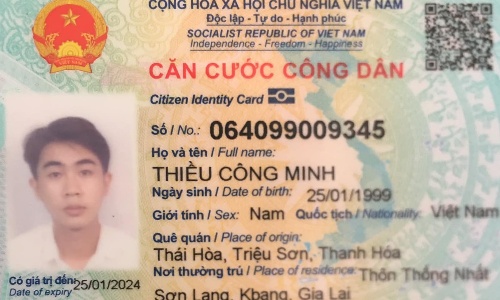 CỘNG HÒA XÃ HỘI CHỦ NGHĨA VIỆT NAM
Độc lập - Tự do - Hạnh phúc
SOCIALIST REPUBLIC OF VIET NAM
Independence - Freedom - Happiness
CĂN CƯỚC CÔNG DÂN
Citizen Identity Card
Số / No.: 064099009345
Họ và tên / Full name:
THIỀU CÔNG MINH
Ngày sinh / Date of birth: 25/01/1999
Giới tính / Sex: Nam Quốc tịch / Nationality: Việt Nam
Quê quán / Place of origin:
Thái Hòa, Triệu Sơn, Thanh Hóa
Nơi thường trú / Place of residence: Thôn Thống Nhất
Sơn Lang, Kbang, Gia Lai
Có giá trị đến: 25/01/2024
Date of expiry